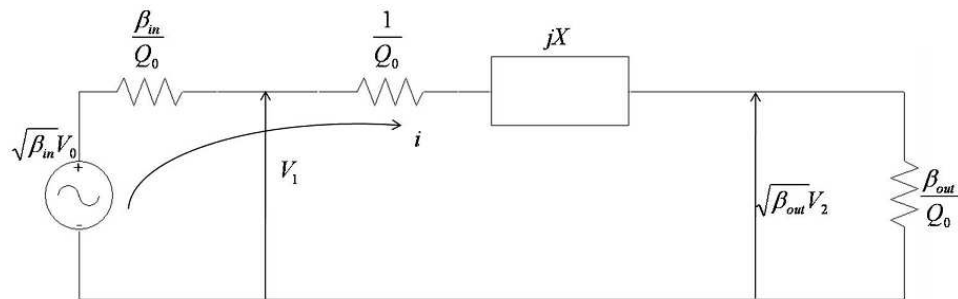 β_in/Q_0
1/Q_0
jX
√β_in V_0
+
-
i
V_1
√β_out V_2
β_out/Q_0